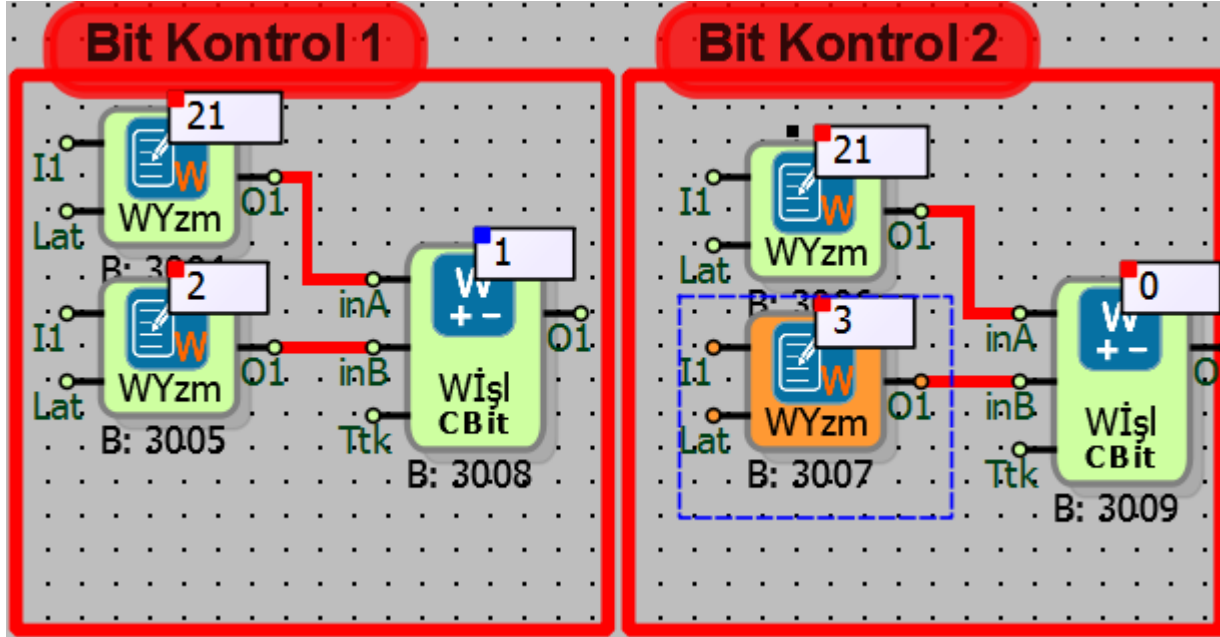 Bit Kontrol 1
21
I1
W
O1
WYzm
Lat
2
I1
W
O1
WYzm
Lat
B: 3005
1
W
inA
inB
O1
Wİşl
CBit
Ttk
B: 3008
Bit Kontrol 2
21
I1
W
O1
WYzm
Lat
3
I1
W
O1
WYzm
Lat
B: 3007
0
W
inA
inB
Wİşl
CBit
Ttk
B: 3009